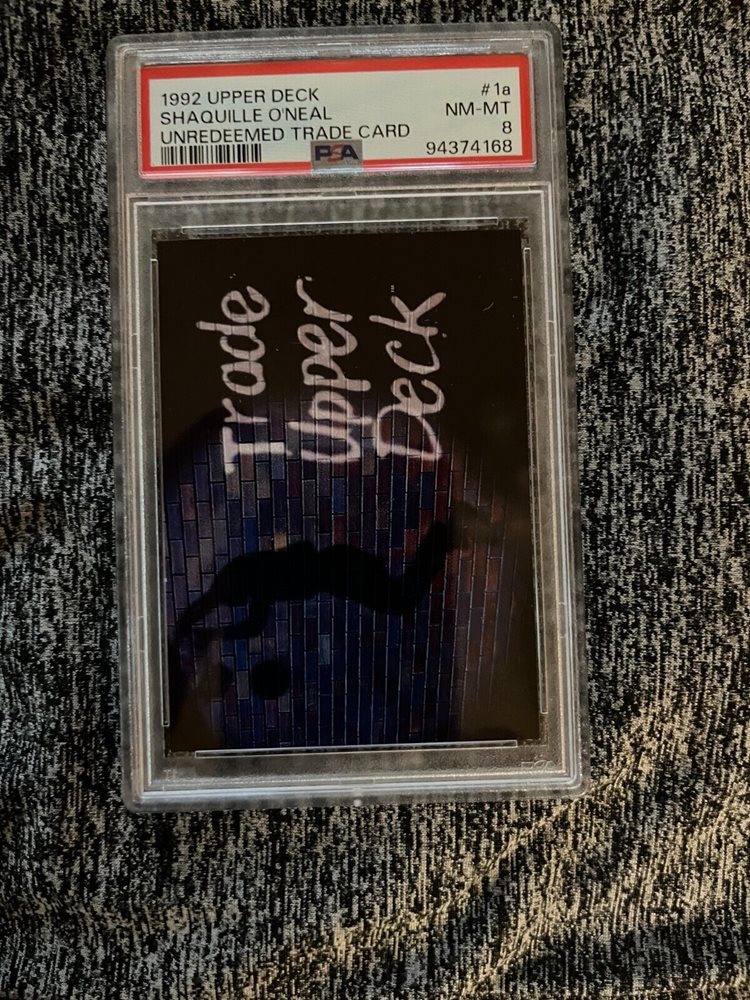 1992 UPPER DECK #1a
SHAQUILLE O'NEAL NM-MT
UNREDEEMED TRADE CARD 8
PSA 94374168
Trade
Upper
Deck